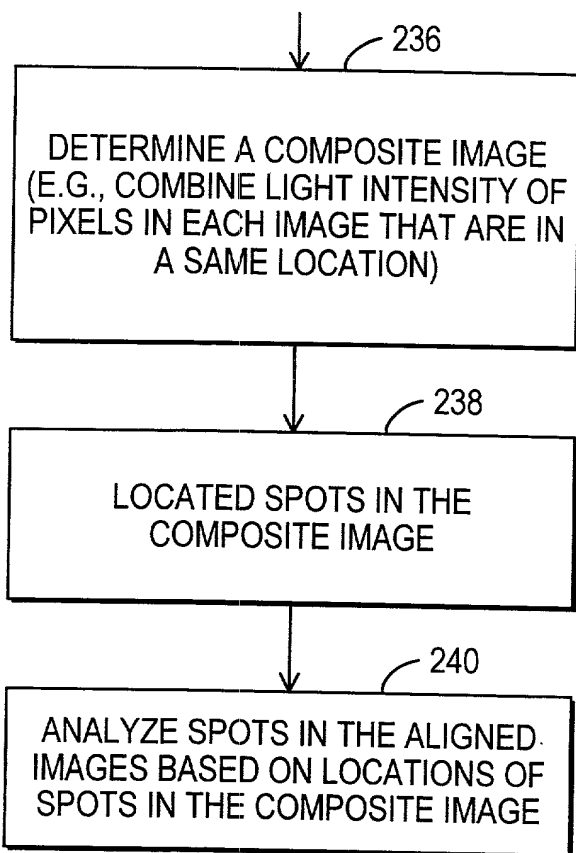 236
DETERMINE A COMPOSITE IMAGE
(E.G., COMBINE LIGHT INTENSITY OF
PIXELS IN EACH IMAGE THAT ARE IN
A SAME LOCATION)
238
LOCATED SPOTS IN THE
COMPOSITE IMAGE
240
ANALYZE SPOTS IN THE ALIGNED
IMAGES BASED ON LOCATIONS OF
SPOTS IN THE COMPOSITE IMAGE